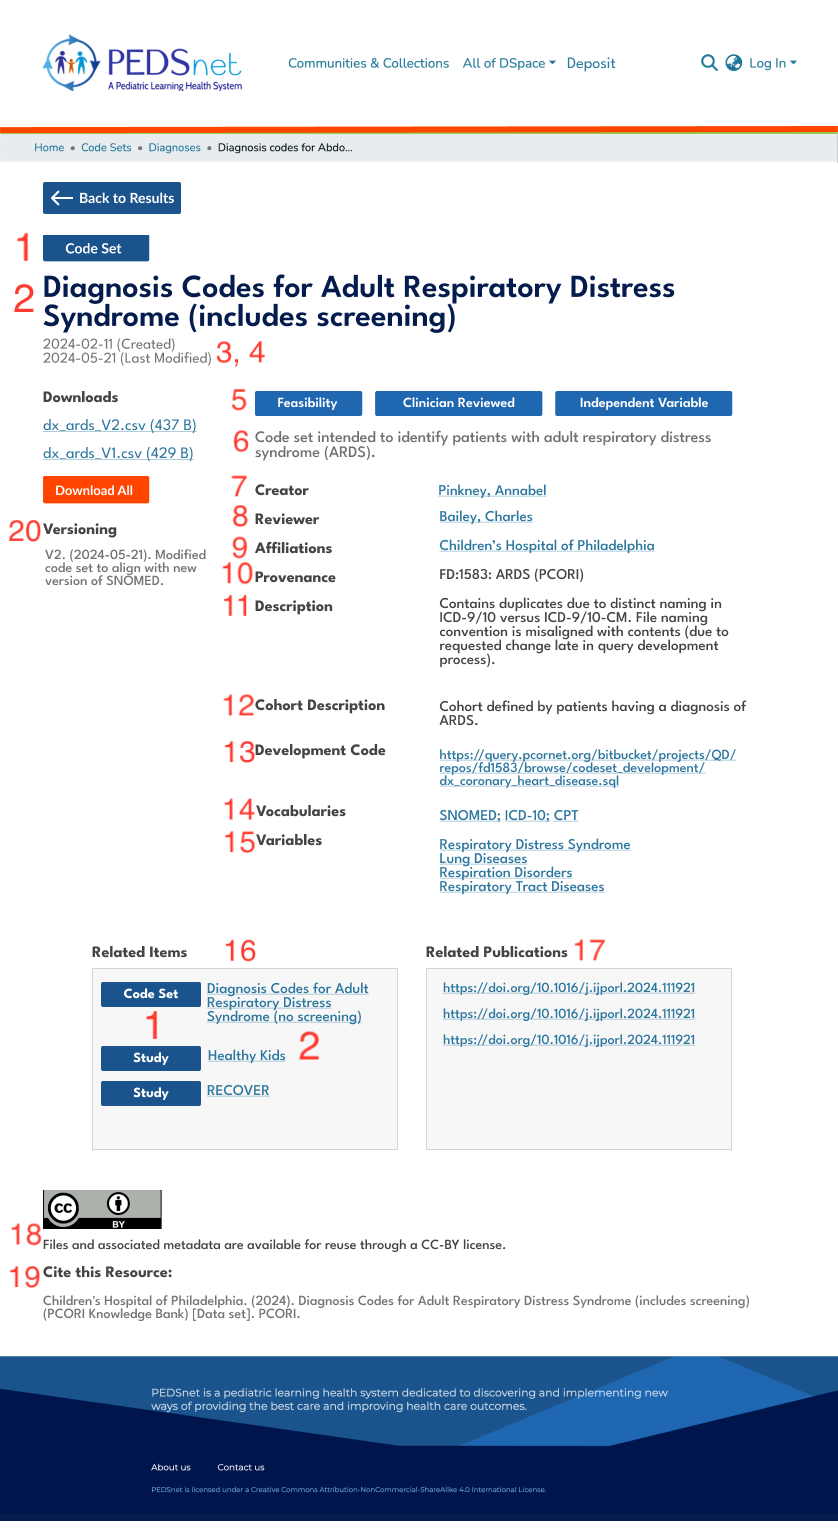 PEDSnet
A Pediatric Learning Health System
Communities & Collections All of DSpace Deposit
Log In
Home • Code Sets • Diagnoses • Diagnosis codes for Abdo...
Back to Results
1 Code Set
2 Diagnosis Codes for Adult Respiratory Distress
Syndrome (includes screening)
2024-02-11 (Created)
2024-05-21 (Last Modified) 3, 4
Downloads
dx_ards_V2.csv (437 B)
dx_ards_V1.csv (429 B)
Download All
20 Versioning
V2. (2024-05-21). Modified
code set to align with new
version of SNOMED.
5 Feasibility Clinician Reviewed Independent Variable
6 Code set intended to identify patients with adult respiratory distress
syndrome (ARDS).
7 Creator Pinkney, Annabel
8 Reviewer Bailey, Charles
9 Affiliations Children's Hospital of Philadelphia
10 Provenance FD:1583: ARDS (PCORI)
11 Description Contains duplicates due to distinct naming in
ICD-9/10 versus ICD-9/10-CM. File naming
convention is misaligned with contents (due to
requested change late in query development
process).
12 Cohort Description Cohort defined by patients having a diagnosis of
ARDS.
13 Development Code https://query.pcornet.org/bitbucket/projects/QD/
repos/fd1583/browse/codeset_development/
dx_coronary_heart_disease.sql
14 Vocabularies SNOMED; ICD-10; CPT
15 Variables Respiratory Distress Syndrome
Lung Diseases
Respiration Disorders
Respiratory Tract Diseases
Related Items 16
Code Set Diagnosis Codes for Adult
Respiratory Distress
Syndrome (no screening)
1
2
Study Healthy Kids
Study RECOVER
Related Publications 17
https://doi.org/10.1016/j.ijporl.2024.111921
https://doi.org/10.1016/j.ijporl.2024.111921
https://doi.org/10.1016/j.ijporl.2024.111921
cc
BY
18 Files and associated metadata are available for reuse through a CC-BY license.
19 Cite this Resource:
Children's Hospital of Philadelphia. (2024). Diagnosis Codes for Adult Respiratory Distress Syndrome (includes screening)
(PCORI Knowledge Bank) [Data set]. PCORI.
PEDSnet is a pediatric learning health system dedicated to discovering and implementing new
ways of providing the best care and improving health care outcomes.
About us Contact us
PEDSnet is licensed under a Creative Commons Attribution-NonCommercial-ShareAlike 4.0 International License.